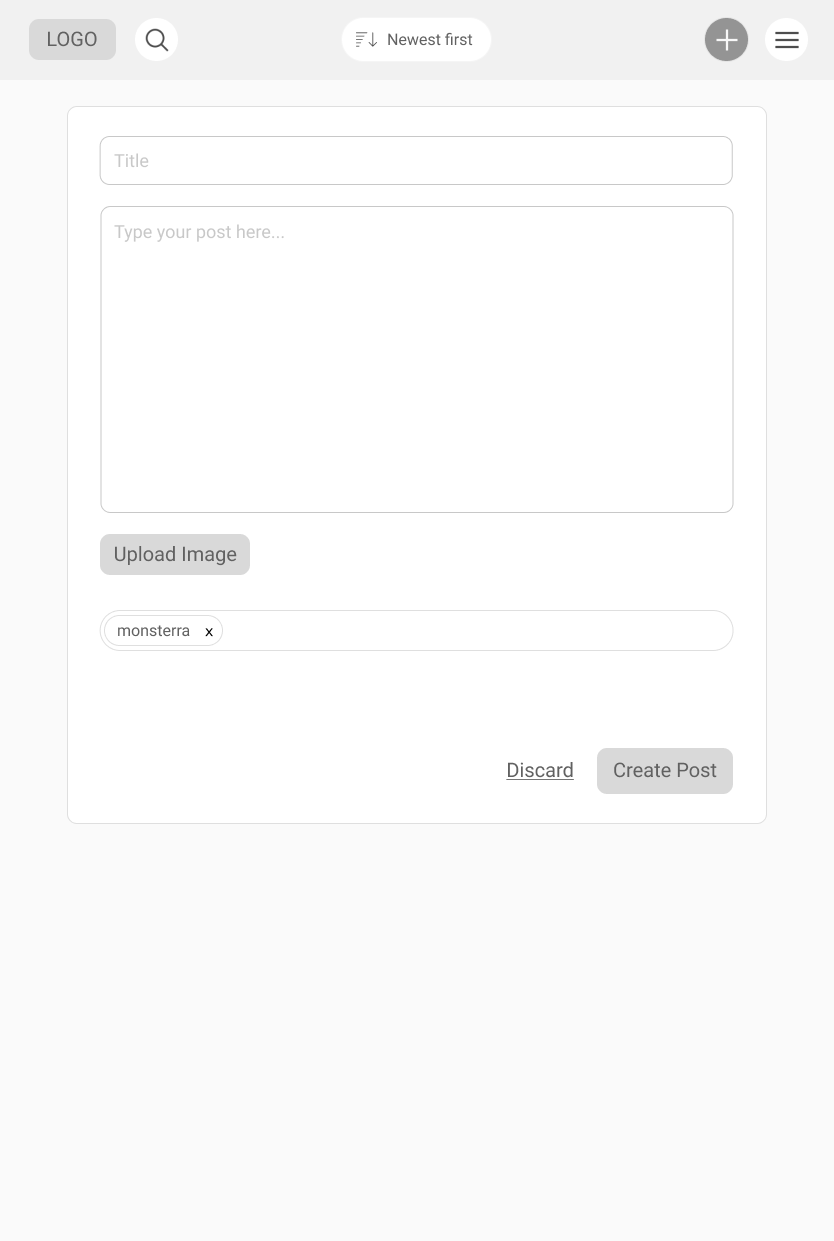 LOGO
Newest first
Title
Type your post here...
Upload Image
monsterra x
Discard
Create Post